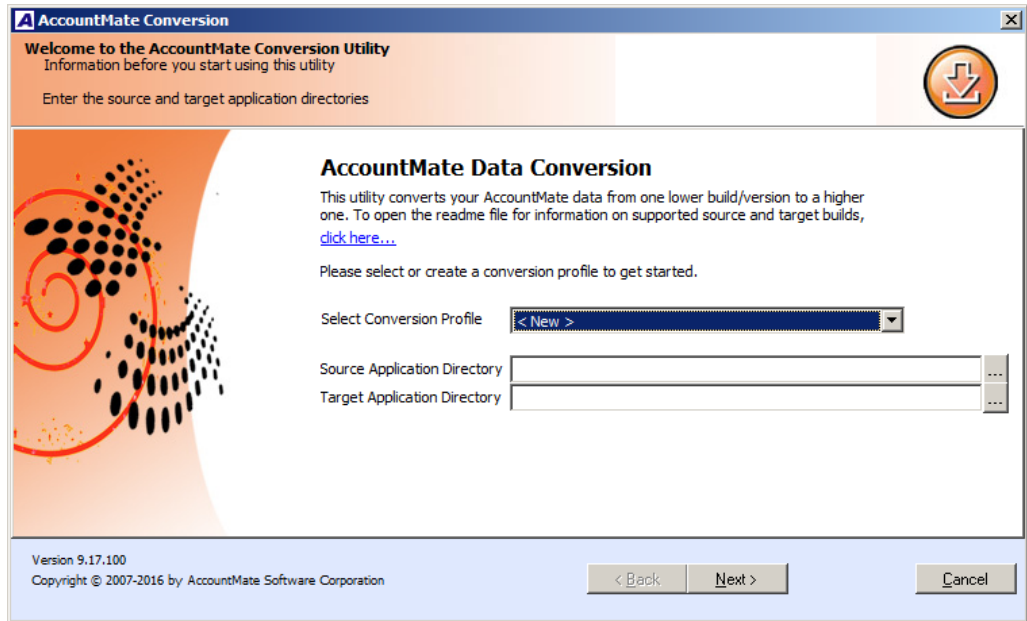 AccountMate Conversion
Welcome to the AccountMate Conversion Utility
Information before you start using this utility
Enter the source and target application directories
AccountMate Data Conversion
This utility converts your AccountMate data from one lower build/version to a higher
one. To open the readme file for information on supported source and target builds,
click here...
Please select or create a conversion profile to get started.
Select Conversion Profile < New >
Source Application Directory ...
Target Application Directory ...
Version 9.17.100
Copyright © 2007-2016 by AccountMate Software Corporation
< Back Next > Cancel